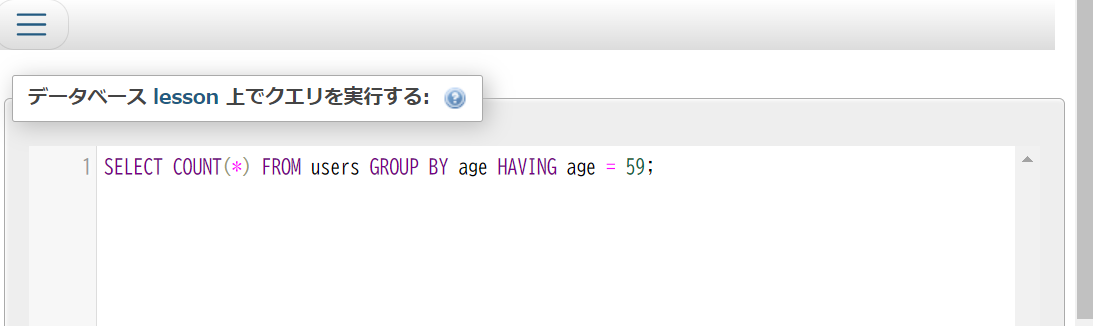 データベース lesson 上でクエリを実行する:
1 SELECT COUNT(*) FROM users GROUP BY age HAVING age = 59;